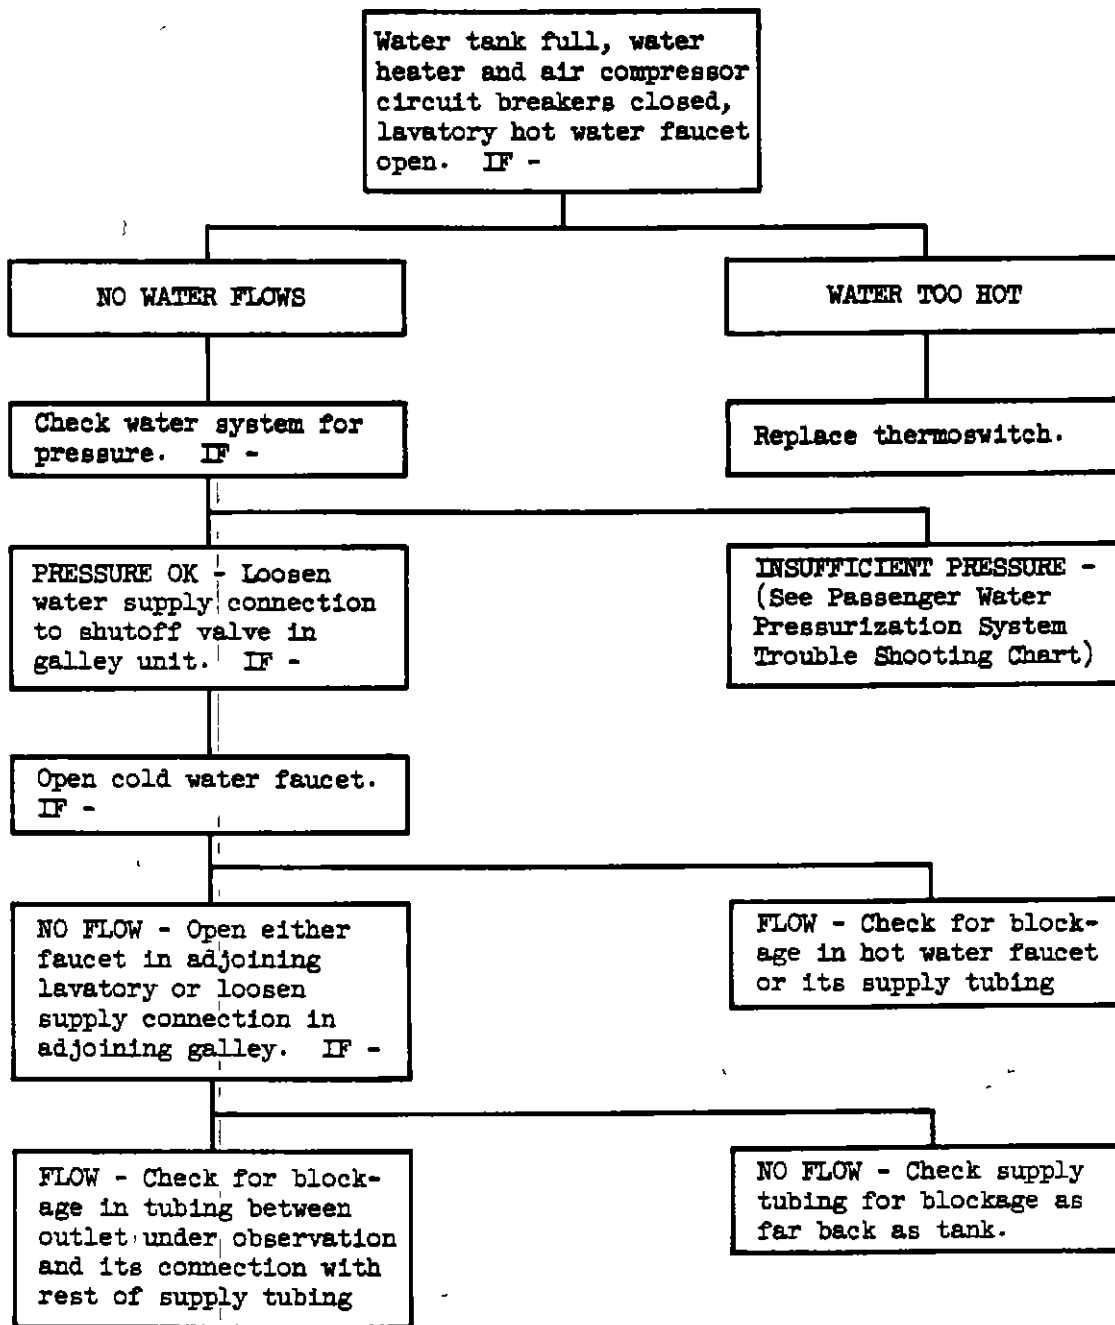 Water tank full, water
heater and air compressor
circuit breakers closed,
lavatory hot water faucet
open. IF -
NO WATER FLOWS
WATER TOO HOT
Check water system for
pressure. IF -
Replace thermoswitch.
PRESSURE OK - Loosen
water supply connection
to shutoff valve in
galley unit. IF -
INSUFFICIENT PRESSURE -
(See Passenger Water
Pressurization System
Trouble Shooting Chart)
Open cold water faucet.
IF -
NO FLOW - Open either
faucet in adjoining
lavatory or loosen
supply connection in
adjoining galley. IF -
FLOW - Check for block-
age in hot water faucet
or its supply tubing
FLOW - Check for block-
age in tubing between
outlet under observation
and its connection with
rest of supply tubing
NO FLOW - Check supply
tubing for blockage as
far back as tank.